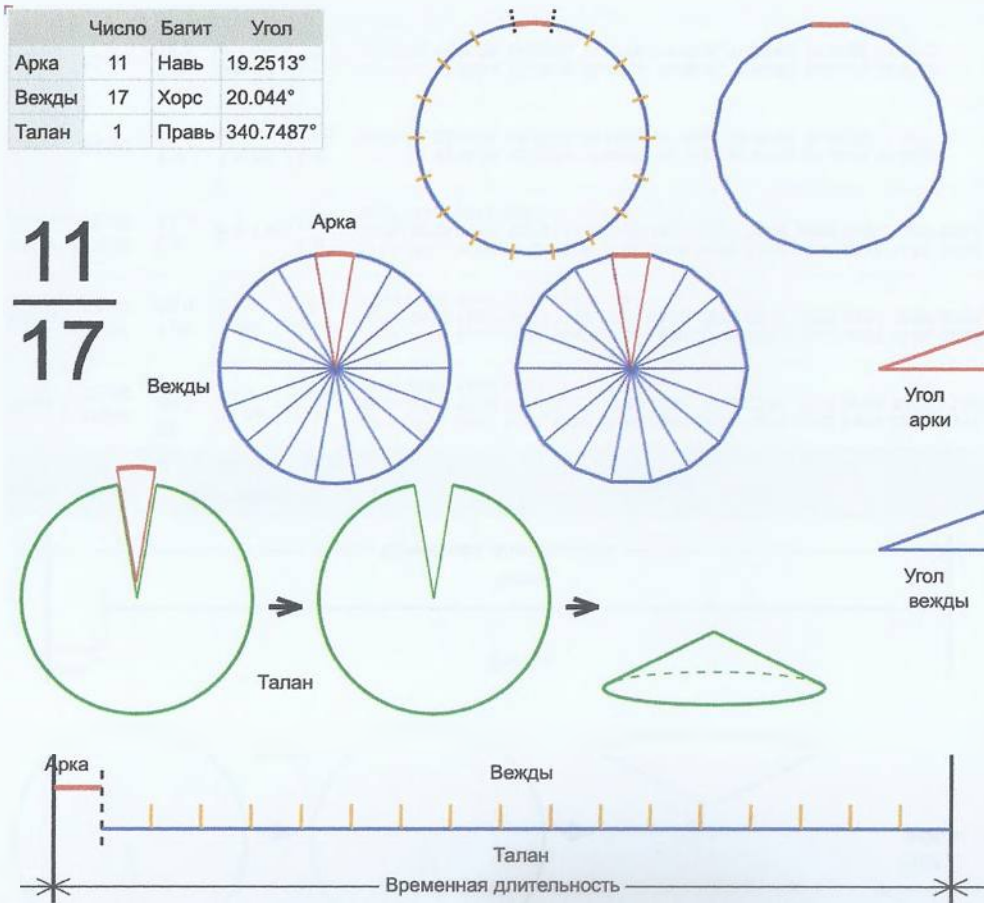 Число Багит Угол
Арка 11 Навь 19.2513°
Вежды 17 Хорс 20.044°
Талан 1 Правь 340.7487°
11
17
Арка
Вежды
Угол
арки
Угол
вежды
Талан
Арка
Вежды
Талан
Временная длительность